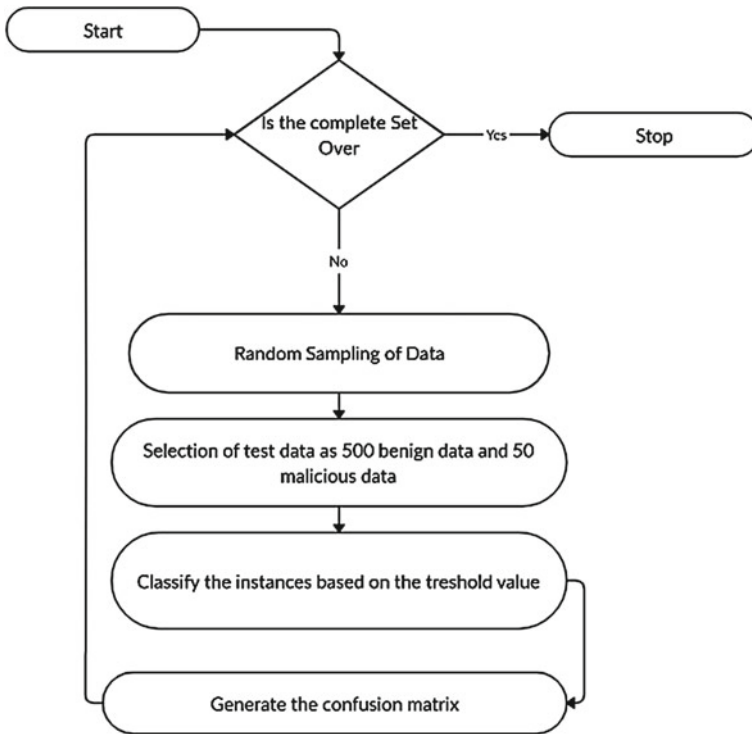 Start
Is the complete Set
Over
Yes
Stop
No
Random Sampling of Data
Selection of test data as 500 benign data and 50
malicious data
Classify the instances based on the treshold value
Generate the confusion matrix